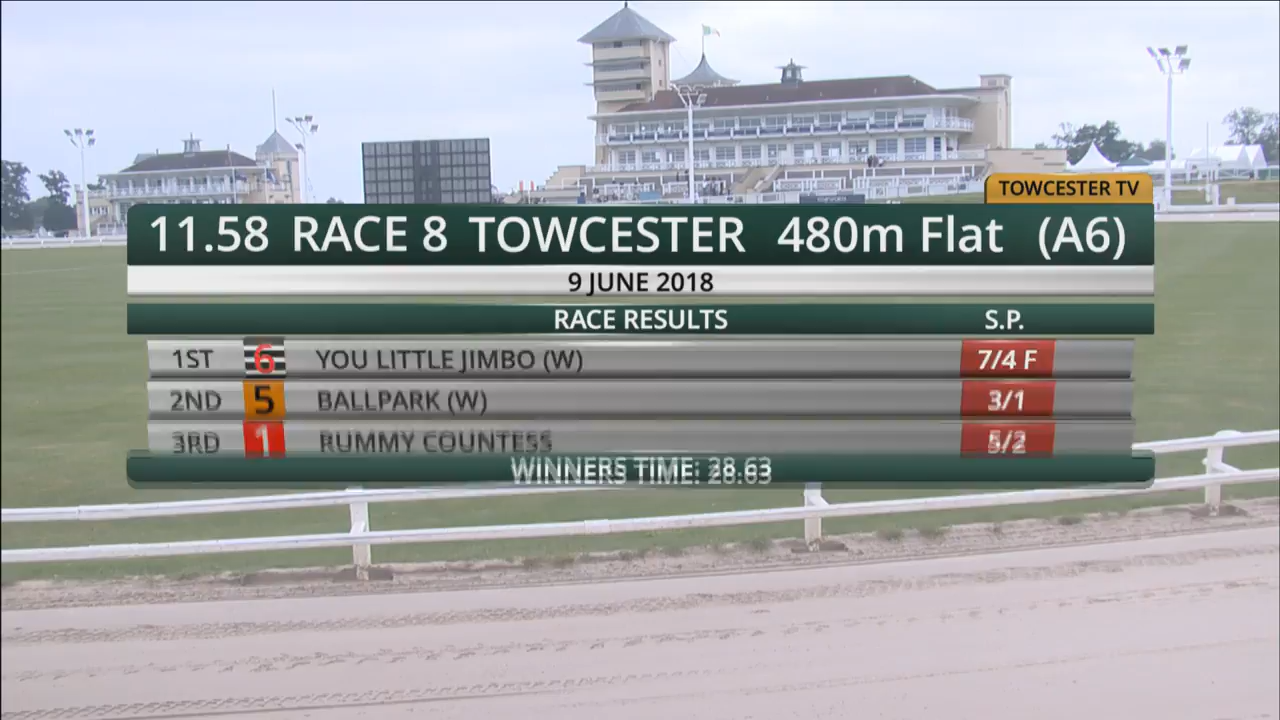 TOWCESTER TV
11.58 RACE 8 TOWCESTER 480m Flat (A6)
9 JUNE 2018
RACE RESULTS S.P.
1ST 6 YOU LITTLE JIMBO (W) 7/4 F
2ND 5 BALLPARK (W) 3/1
3RD 1 RUMMY COUNTESS 5/2
WINNERS TIME: 28.63